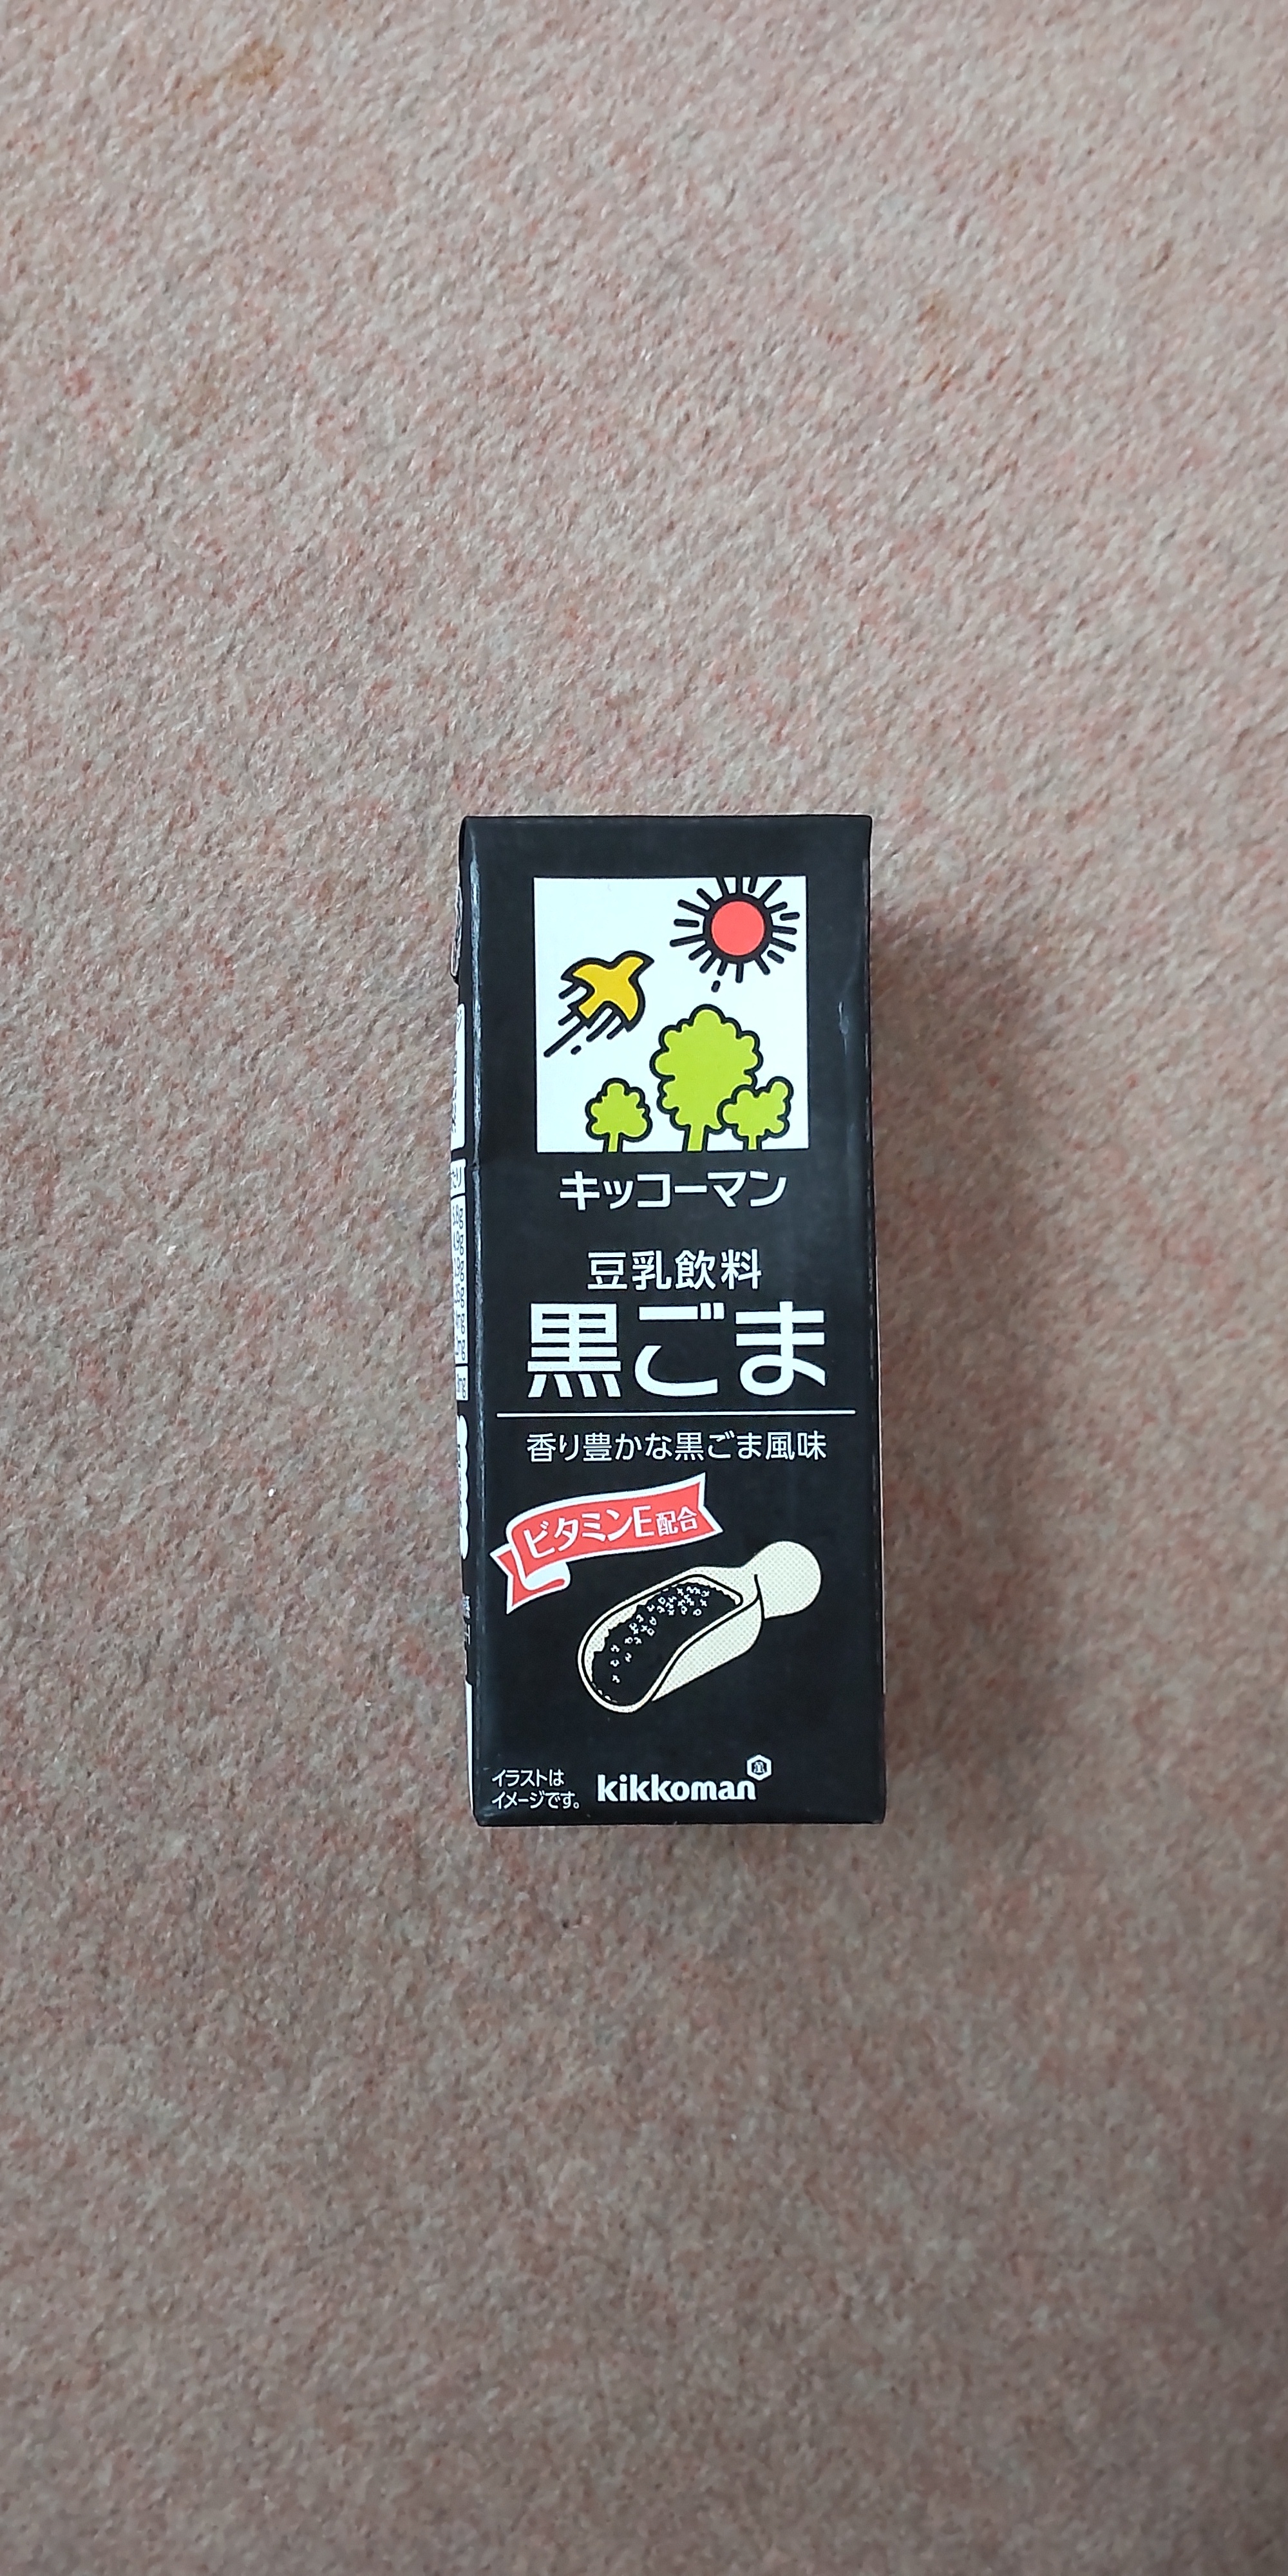 キッコーマン
豆乳飲料
黒ごま
香り豊かな黒ごま風味
ビタミンE配合
イラストは
イメージです。
kikkoman